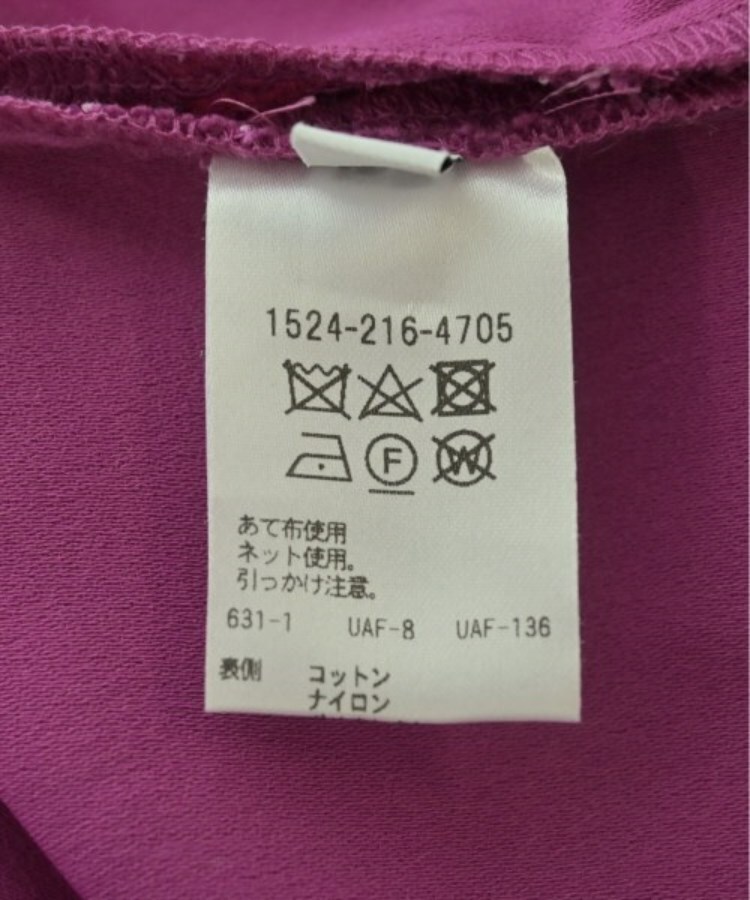 1524-216-4705
F W
あて布使用
ネット使用。
引っかけ注意。
631-1 UAF-8 UAF-136
表側 コットン
ナイロン